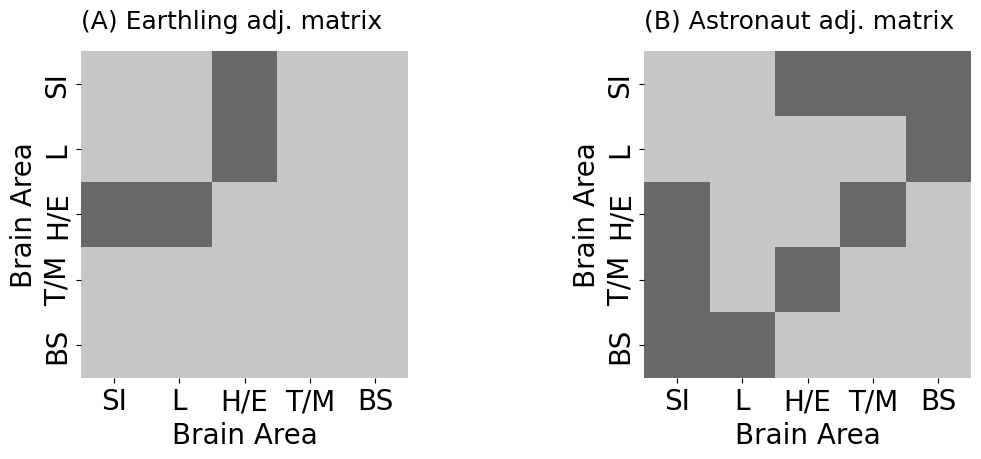 (A) Earthling adj. matrix
Brain Area
SI
L
H/E
T/M
BS
SI L H/E T/M BS
Brain Area
(B) Astronaut adj. matrix
Brain Area
SI
L
H/E
T/M
BS
SI L H/E T/M BS
Brain Area